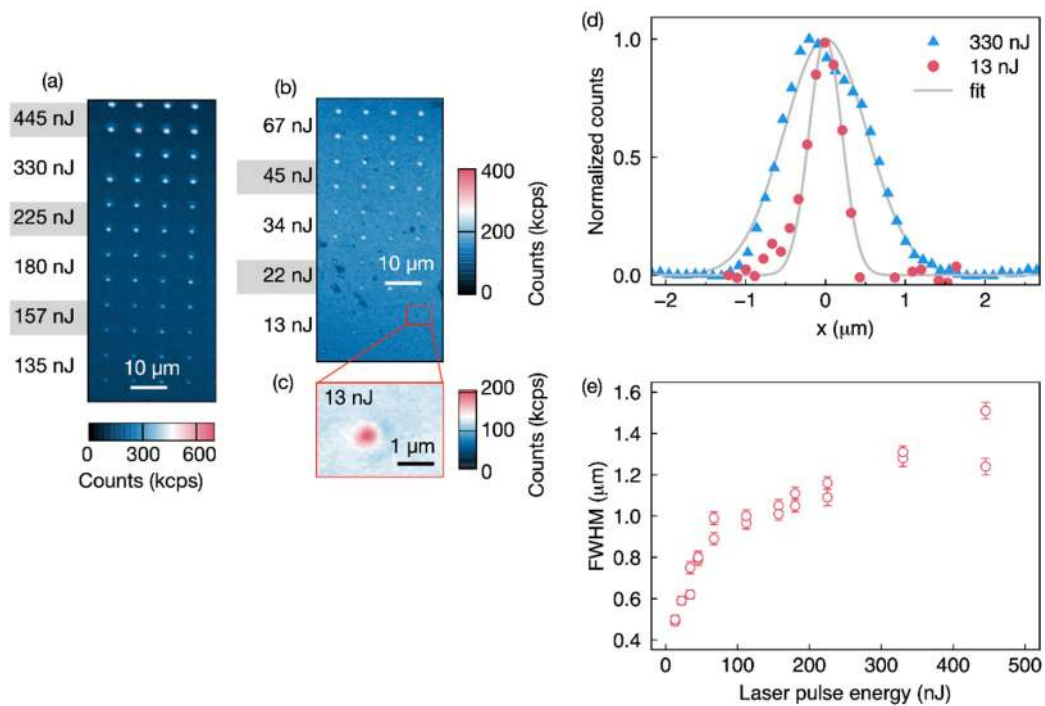 (a)
445 nJ
330 nJ
225 nJ
180 nJ
157 nJ
135 nJ
10 μm
0 300 600
Counts (kcps)
(b)
67 nJ
45 nJ
34 nJ
22 nJ
13 nJ
10 μm
400
200
0
Counts (kcps)
(c)
13 nJ
1 μm
200
100
0
Counts (kcps)
(d)
330 nJ
13 nJ
fit
1.0
0.5
0.0
Normalized counts
−2 −1 0 1 2
x (μm)
(e)
1.6
1.4
1.2
1.0
0.8
0.6
0.4
FWHM (μm)
0 100 200 300 400 500
Laser pulse energy (nJ)